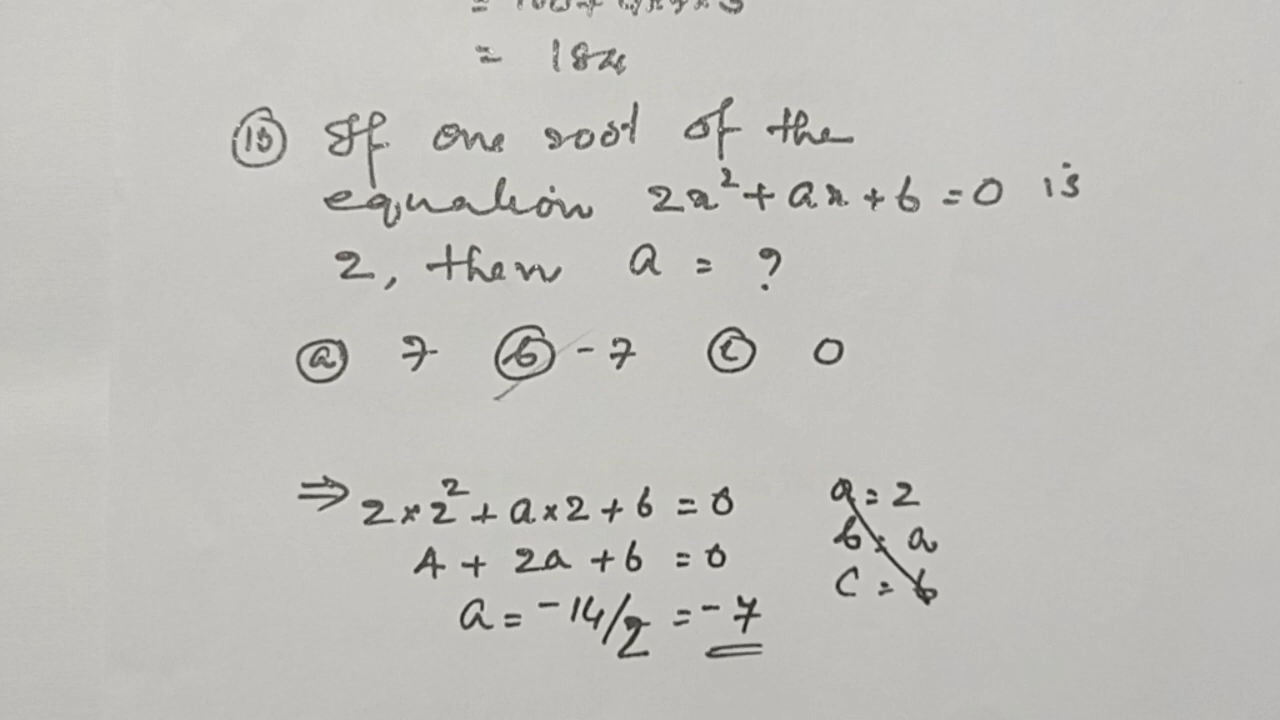 = 18x
(15) If one root of the
equation 2x² + ax + 6 = 0 is
2, then a = ?
(a) 7 (b) -7 (c) 0
⇒ 2×2² + a×2 + 6 = 0 a = 2
4 + 2a + 6 = 0 b = a
a = -14/2 = -7 c = 6